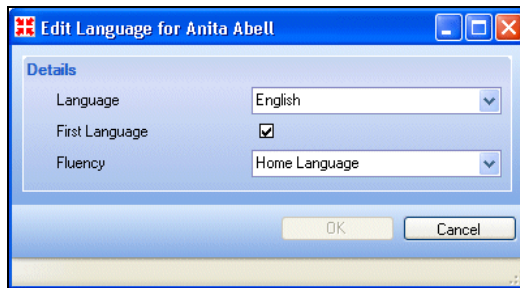 Edit Language for Anita Abell
Details
Language English
First Language
Fluency Home Language
OK Cancel